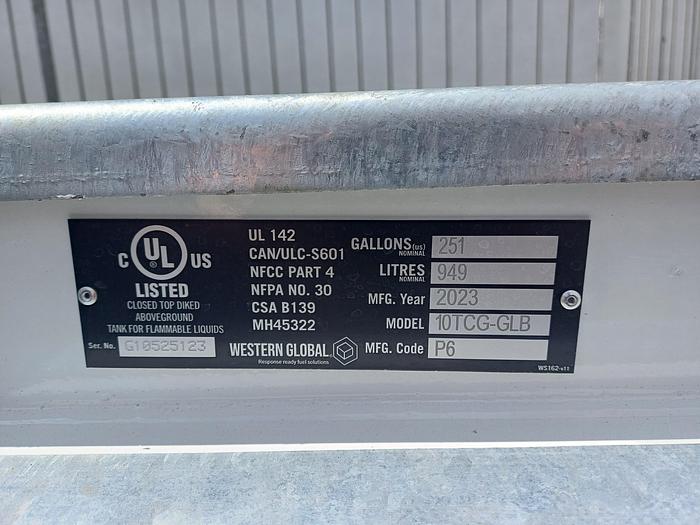 C UL US
LISTED
CLOSED TOP DIKED
ABOVEGROUND
TANK FOR FLAMMABLE LIQUIDS
Ser. No. G10525123
UL 142
CAN/ULC-S601
NFCC PART 4
NFPA NO. 30
CSA B139
MH45322
WESTERN GLOBAL
Response ready fuel solutions
GALLONS (us) 251
NOMINAL
LITRES 949
NOMINAL
MFG. Year 2023
MODEL 10TCG-GLB
MFG. Code P6
WS162-v11